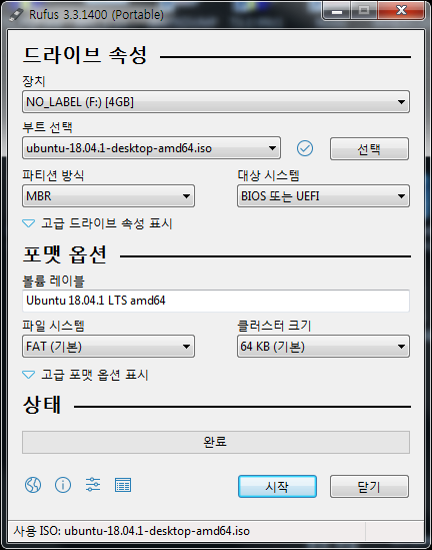 Rufus 3.3.1400 (Portable)
드라이브 속성
장치
NO_LABEL (F:) [4GB]
부트 선택
ubuntu-18.04.1-desktop-amd64.iso 선택
파티션 방식 대상 시스템
MBR BIOS 또는 UEFI
고급 드라이브 속성 표시
포맷 옵션
볼륨 레이블
Ubuntu 18.04.1 LTS amd64
파일 시스템 클러스터 크기
FAT (기본) 64 KB (기본)
고급 포맷 옵션 표시
상태
완료
시작 닫기
사용 ISO: ubuntu-18.04.1-desktop-amd64.iso